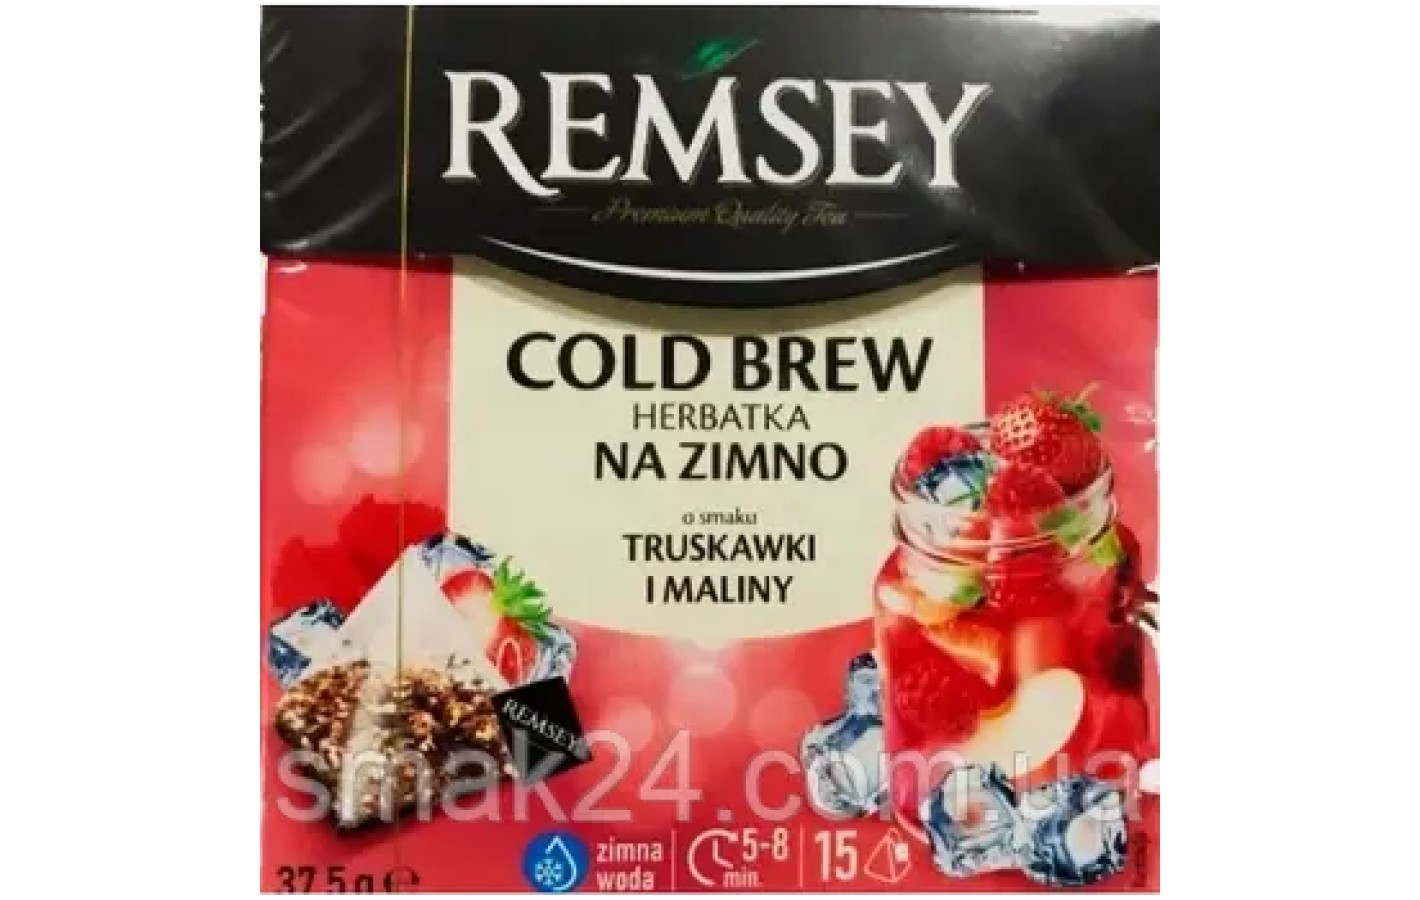 REMSEY
Premium Quality Tea
COLD BREW
HERBATKA
NA ZIMNO
o smaku
TRUSKAWKI
I MALINY
REMSEY
smak24.com.ua
zimna
woda
5-8
min.
15
37,5g ℮